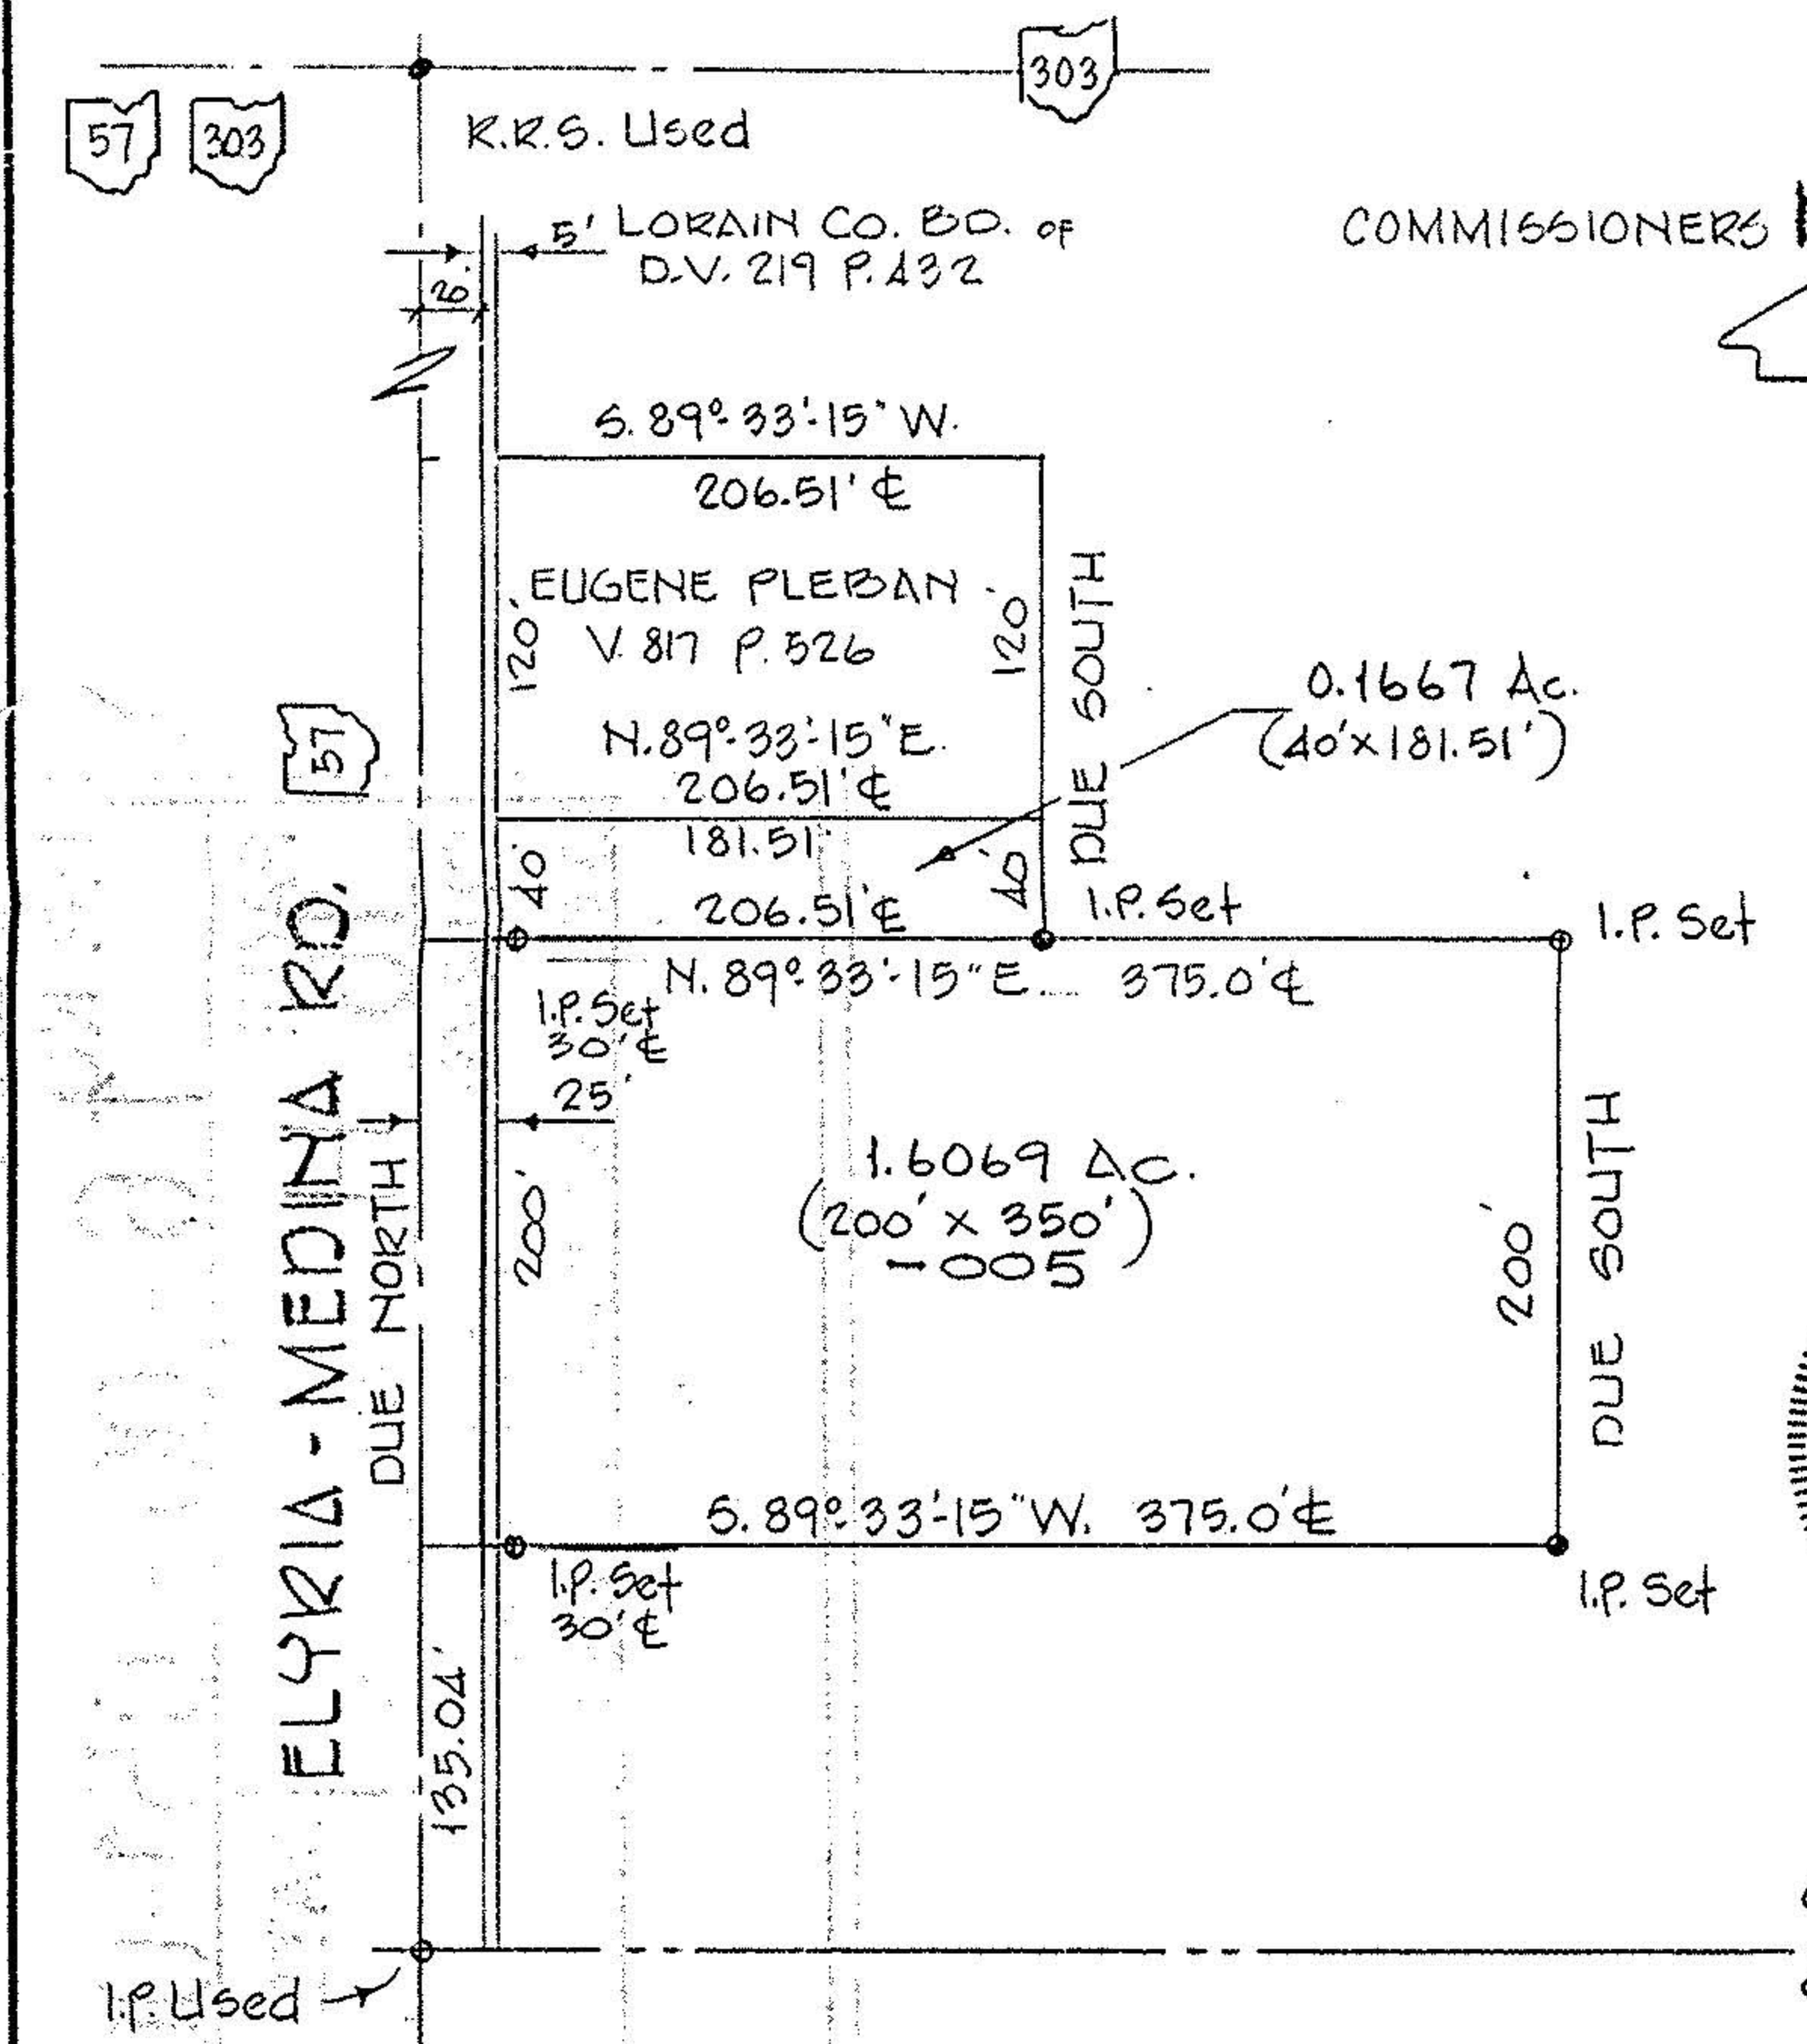 303
57 303
K.R.S. Used
5' LORAIN CO. BD. OF COMMISSIONERS
D.V. 219 P. 432
20'
S. 89°-33'-15" W.
206.51' ℄
EUGENE PLEBAN
V. 817 P. 526
120'
120'
DUE SOUTH
0.1667 Ac.
(40'x181.51')
N. 89°-33'-15" E.
206.51' ℄
57
181.51'
40'
40'
206.51' ℄
I.P. Set
I.P. Set
N. 89°-33'-15" E. 375.0' ℄
I.P. Set
30' ℄
25'
ELYRIA - MEDINA RD.
DUE NORTH
200'
1.6069 Ac.
(200' x 350')
-005
200'
DUE SOUTH
S. 89°-33'-15" W. 375.0' ℄
I.P. Set
30' ℄
I.P. Set
135.04'
I.P. Used